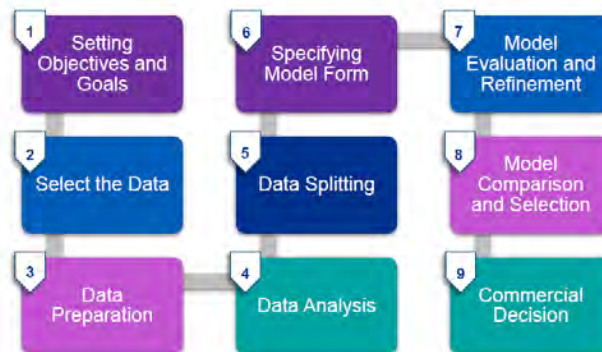 1
Setting
Objectives and
Goals
2
Select the Data
3
Data
Preparation
4
Data Analysis
5
Data Splitting
6
Specifying
Model Form
7
Model
Evaluation and
Refinement
8
Model
Comparison
and Selection
9
Commercial
Decision